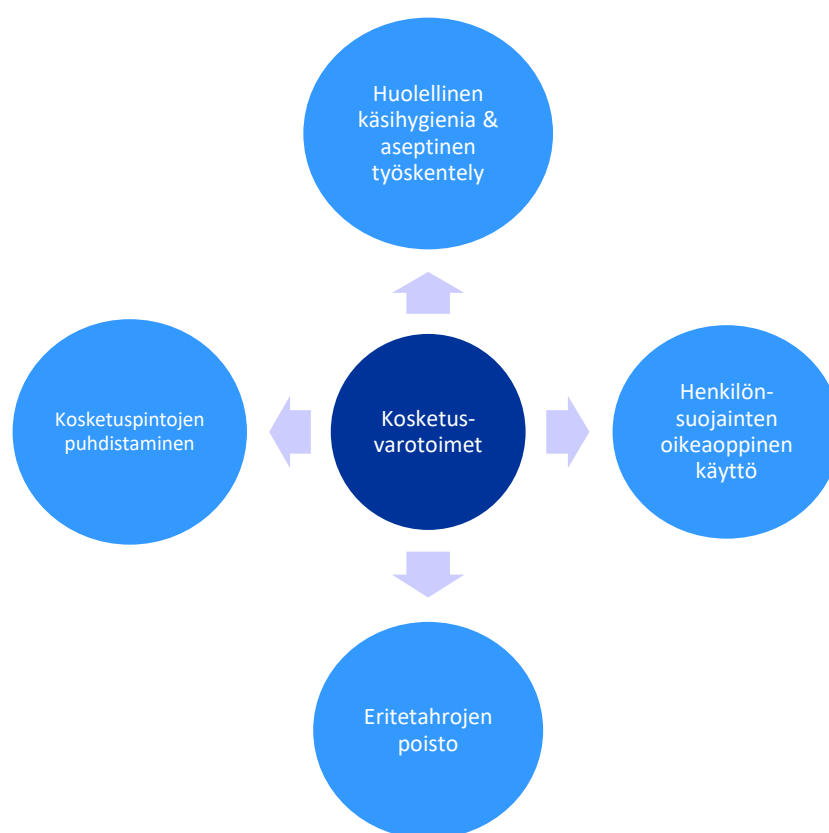 Huolellinen
käsihygienia &
aseptinen
työskentely
Kosketuspintojen
puhdistaminen
Kosketus-
varotoimet
Henkilön-
suojainten
oikeaoppinen
käyttö
Eritetahrojen
poisto